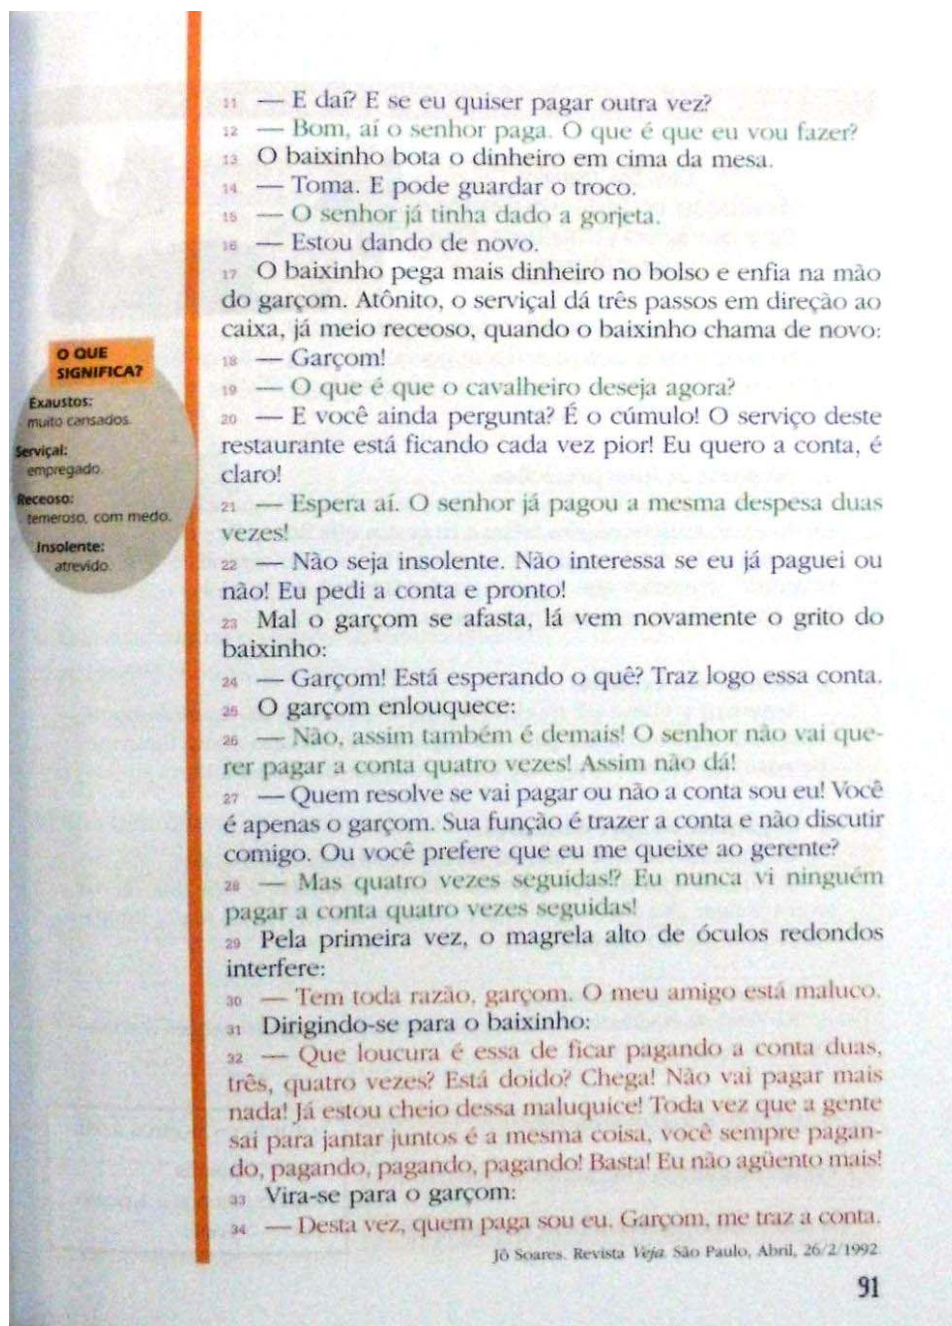 11 — E daí? E se eu quiser pagar outra vez?
12 — Bom, aí o senhor paga. O que é que eu vou fazer?
13 O baixinho bota o dinheiro em cima da mesa.
14 — Toma. E pode guardar o troco.
15 — O senhor já tinha dado a gorjeta.
16 — Estou dando de novo.
17 O baixinho pega mais dinheiro no bolso e enfia na mão
do garçom. Atônito, o serviçal dá três passos em direção ao
caixa, já meio receoso, quando o baixinho chama de novo:
18 — Garçom!
19 — O que é que o cavalheiro deseja agora?
20 — E você ainda pergunta? É o cúmulo! O serviço deste
restaurante está ficando cada vez pior! Eu quero a conta, é
claro!
21 — Espera aí. O senhor já pagou a mesma despesa duas
vezes!
22 — Não seja insolente. Não interessa se eu já paguei ou
não! Eu pedi a conta e pronto!
23 Mal o garçom se afasta, lá vem novamente o grito do
baixinho:
24 — Garçom! Está esperando o quê? Traz logo essa conta.
25 O garçom enlouquece:
26 — Não, assim também é demais! O senhor não vai que-
rer pagar a conta quatro vezes! Assim não dá!
27 — Quem resolve se vai pagar ou não a conta sou eu! Você
é apenas o garçom. Sua função é trazer a conta e não discutir
comigo. Ou você prefere que eu me queixe ao gerente?
28 — Mas quatro vezes seguidas!? Eu nunca vi ninguém
pagar a conta quatro vezes seguidas!
29 Pela primeira vez, o magrela alto de óculos redondos
interfere:
30 — Tem toda razão, garçom. O meu amigo está maluco.
31 Dirigindo-se para o baixinho:
32 — Que loucura é essa de ficar pagando a conta duas,
três, quatro vezes? Está doido? Chega! Não vai pagar mais
nada! Já estou cheio dessa maluquice! Toda vez que a gente
sai para jantar juntos é a mesma coisa, você sempre pagan-
do, pagando, pagando, pagando! Basta! Eu não agüento mais!
33 Vira-se para o garçom:
34 — Desta vez, quem paga sou eu. Garçom, me traz a conta.
Jô Soares. Revista Veja. São Paulo, Abril, 26/2/1992.
91
O QUE
SIGNIFICA?
Exaustos:
muito cansados.
Serviçal:
empregado.
Receoso:
temeroso, com medo.
Insolente:
atrevido.